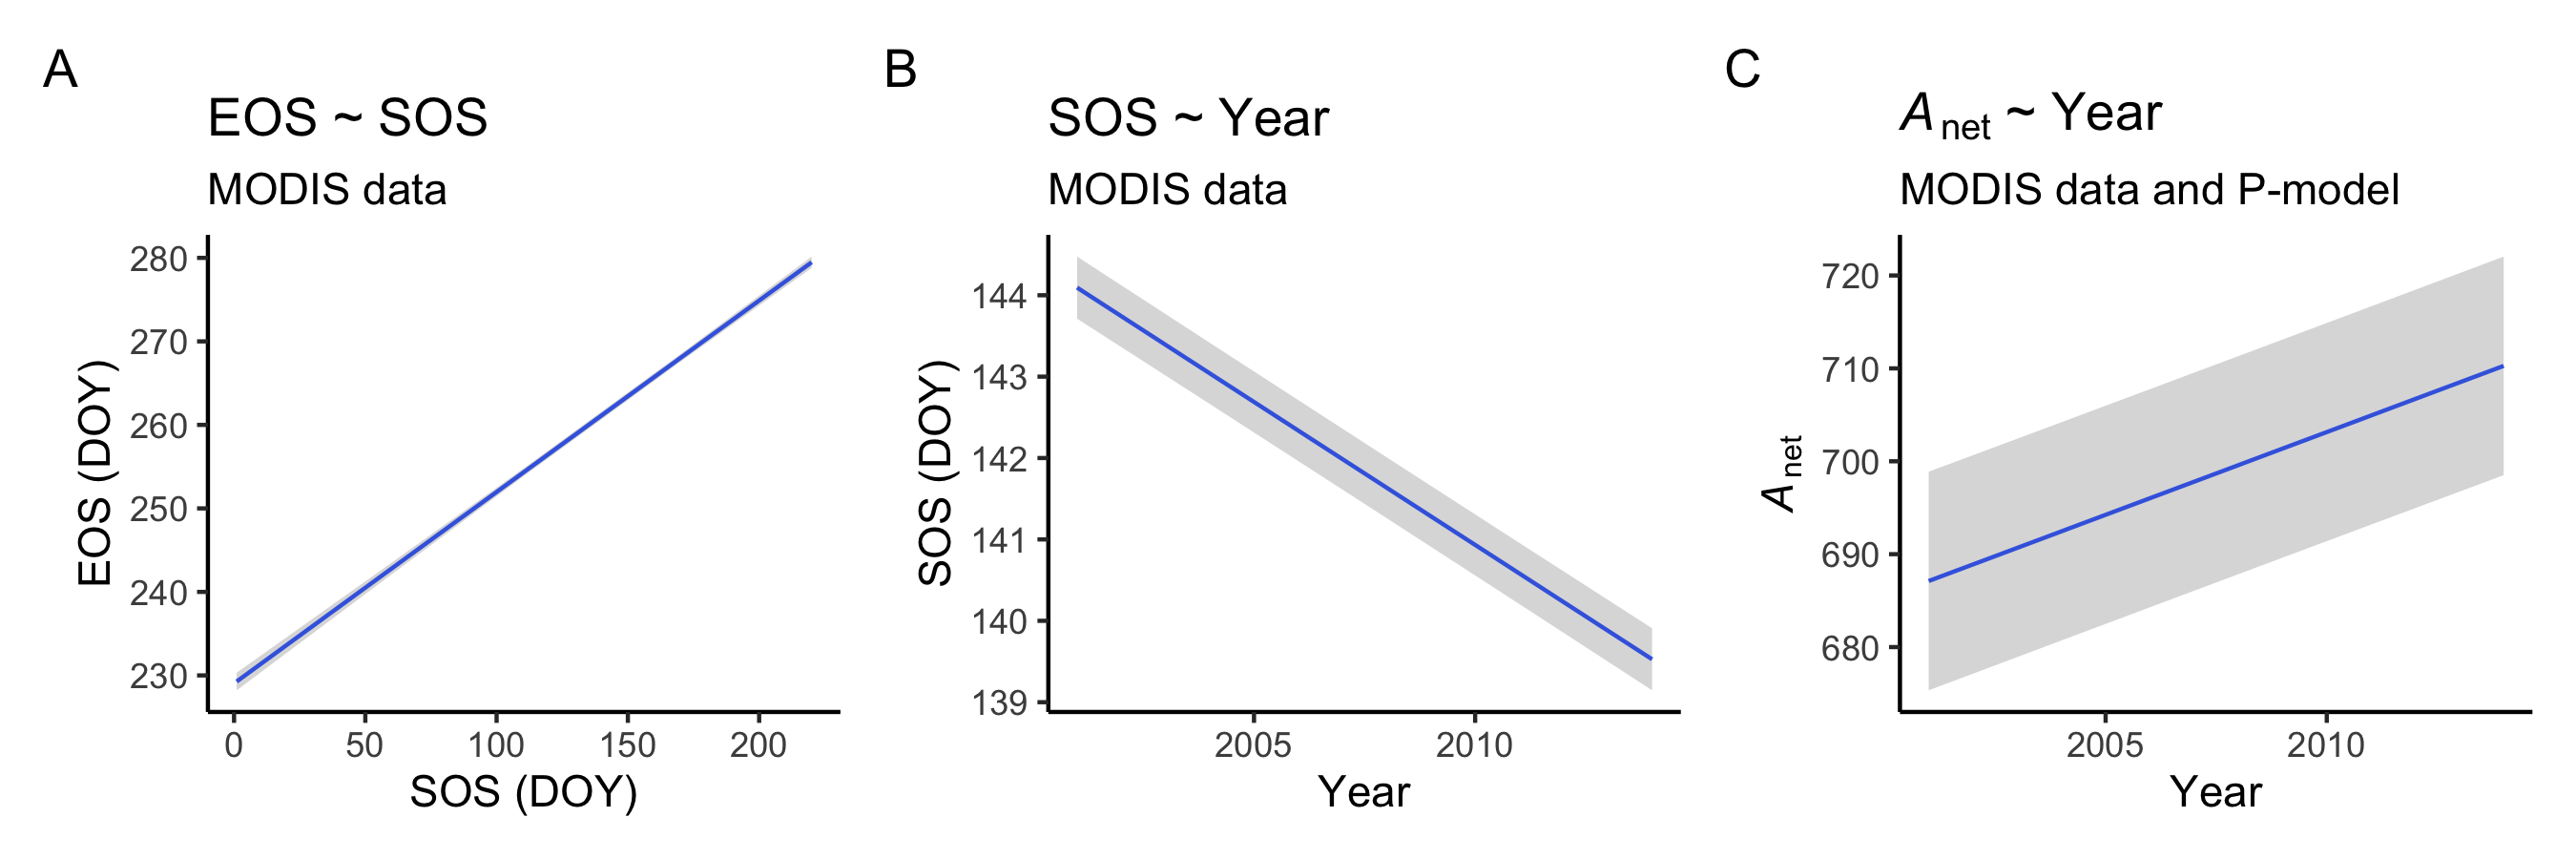 A
EOS ~ SOS
MODIS data
280
270
260
250
240
230
EOS (DOY)
0 50 100 150 200
SOS (DOY)
B
SOS ~ Year
MODIS data
144
143
142
141
140
139
SOS (DOY)
2005 2010
Year
C
Anet ~ Year
MODIS data and P-model
720
710
700
690
680
Anet
2005 2010
Year